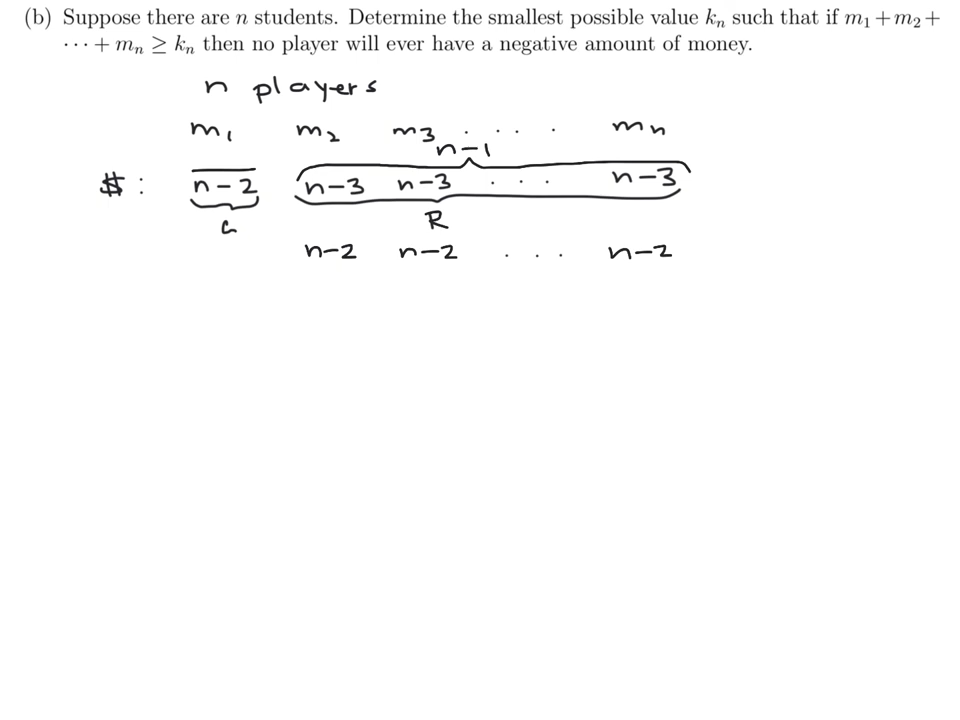 (b) Suppose there are n students. Determine the smallest possible value kₙ such that if m₁+m₂+
··· + mₙ ≥ kₙ then no player will ever have a negative amount of money.
n players
m₁ m₂ m₃ . . . . mₙ
n-1
$ : n-2 n-3 n-3 . . . n-3
G R
n-2 n-2 . . . n-2